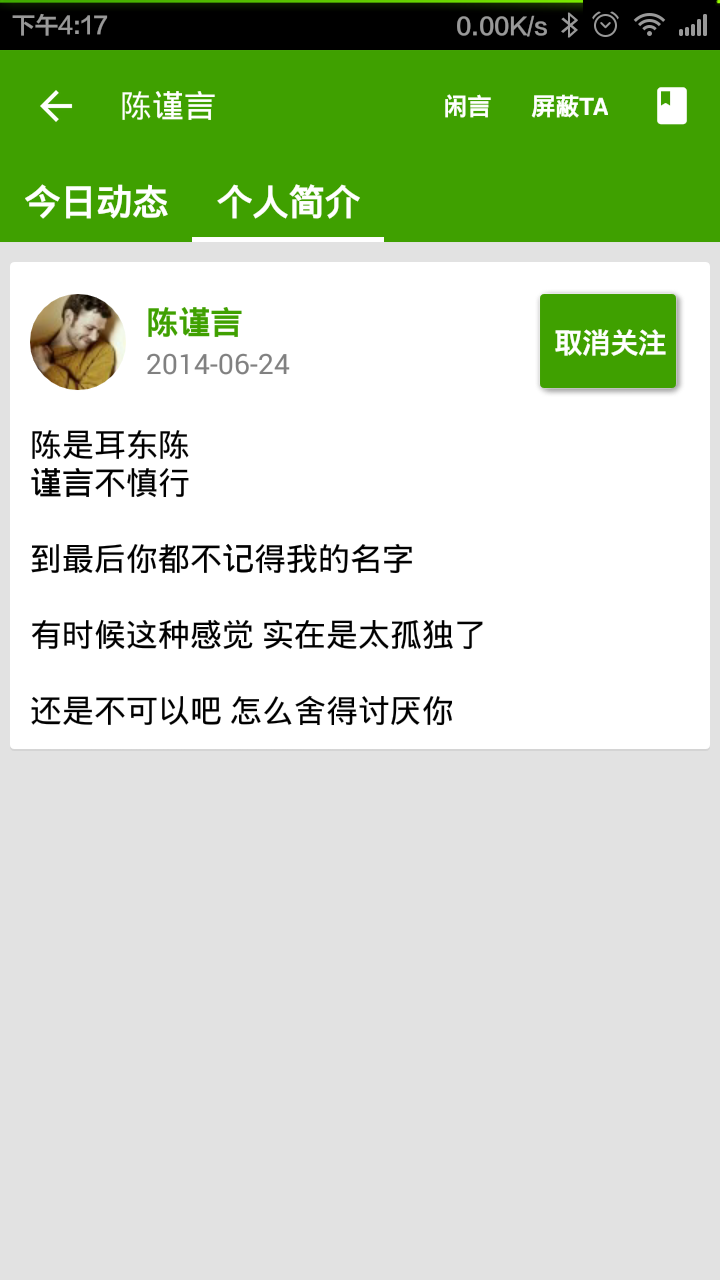 下午4:17 0.00K/s
陈谨言 闲言 屏蔽TA
今日动态 个人简介
陈谨言
2014-06-24
取消关注
陈是耳东陈
谨言不慎行
到最后你都不记得我的名字
有时候这种感觉 实在是太孤独了
还是不可以吧 怎么舍得讨厌你